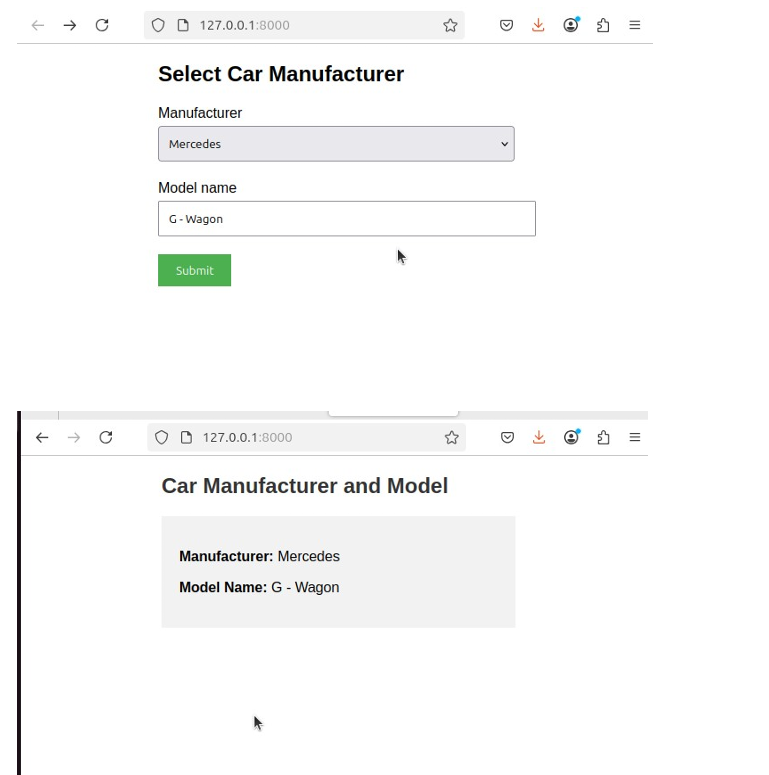 127.0.0.1:8000
Select Car Manufacturer
Manufacturer
Mercedes
Model name
G - Wagon
Submit
127.0.0.1:8000
Car Manufacturer and Model
Manufacturer: Mercedes
Model Name: G - Wagon